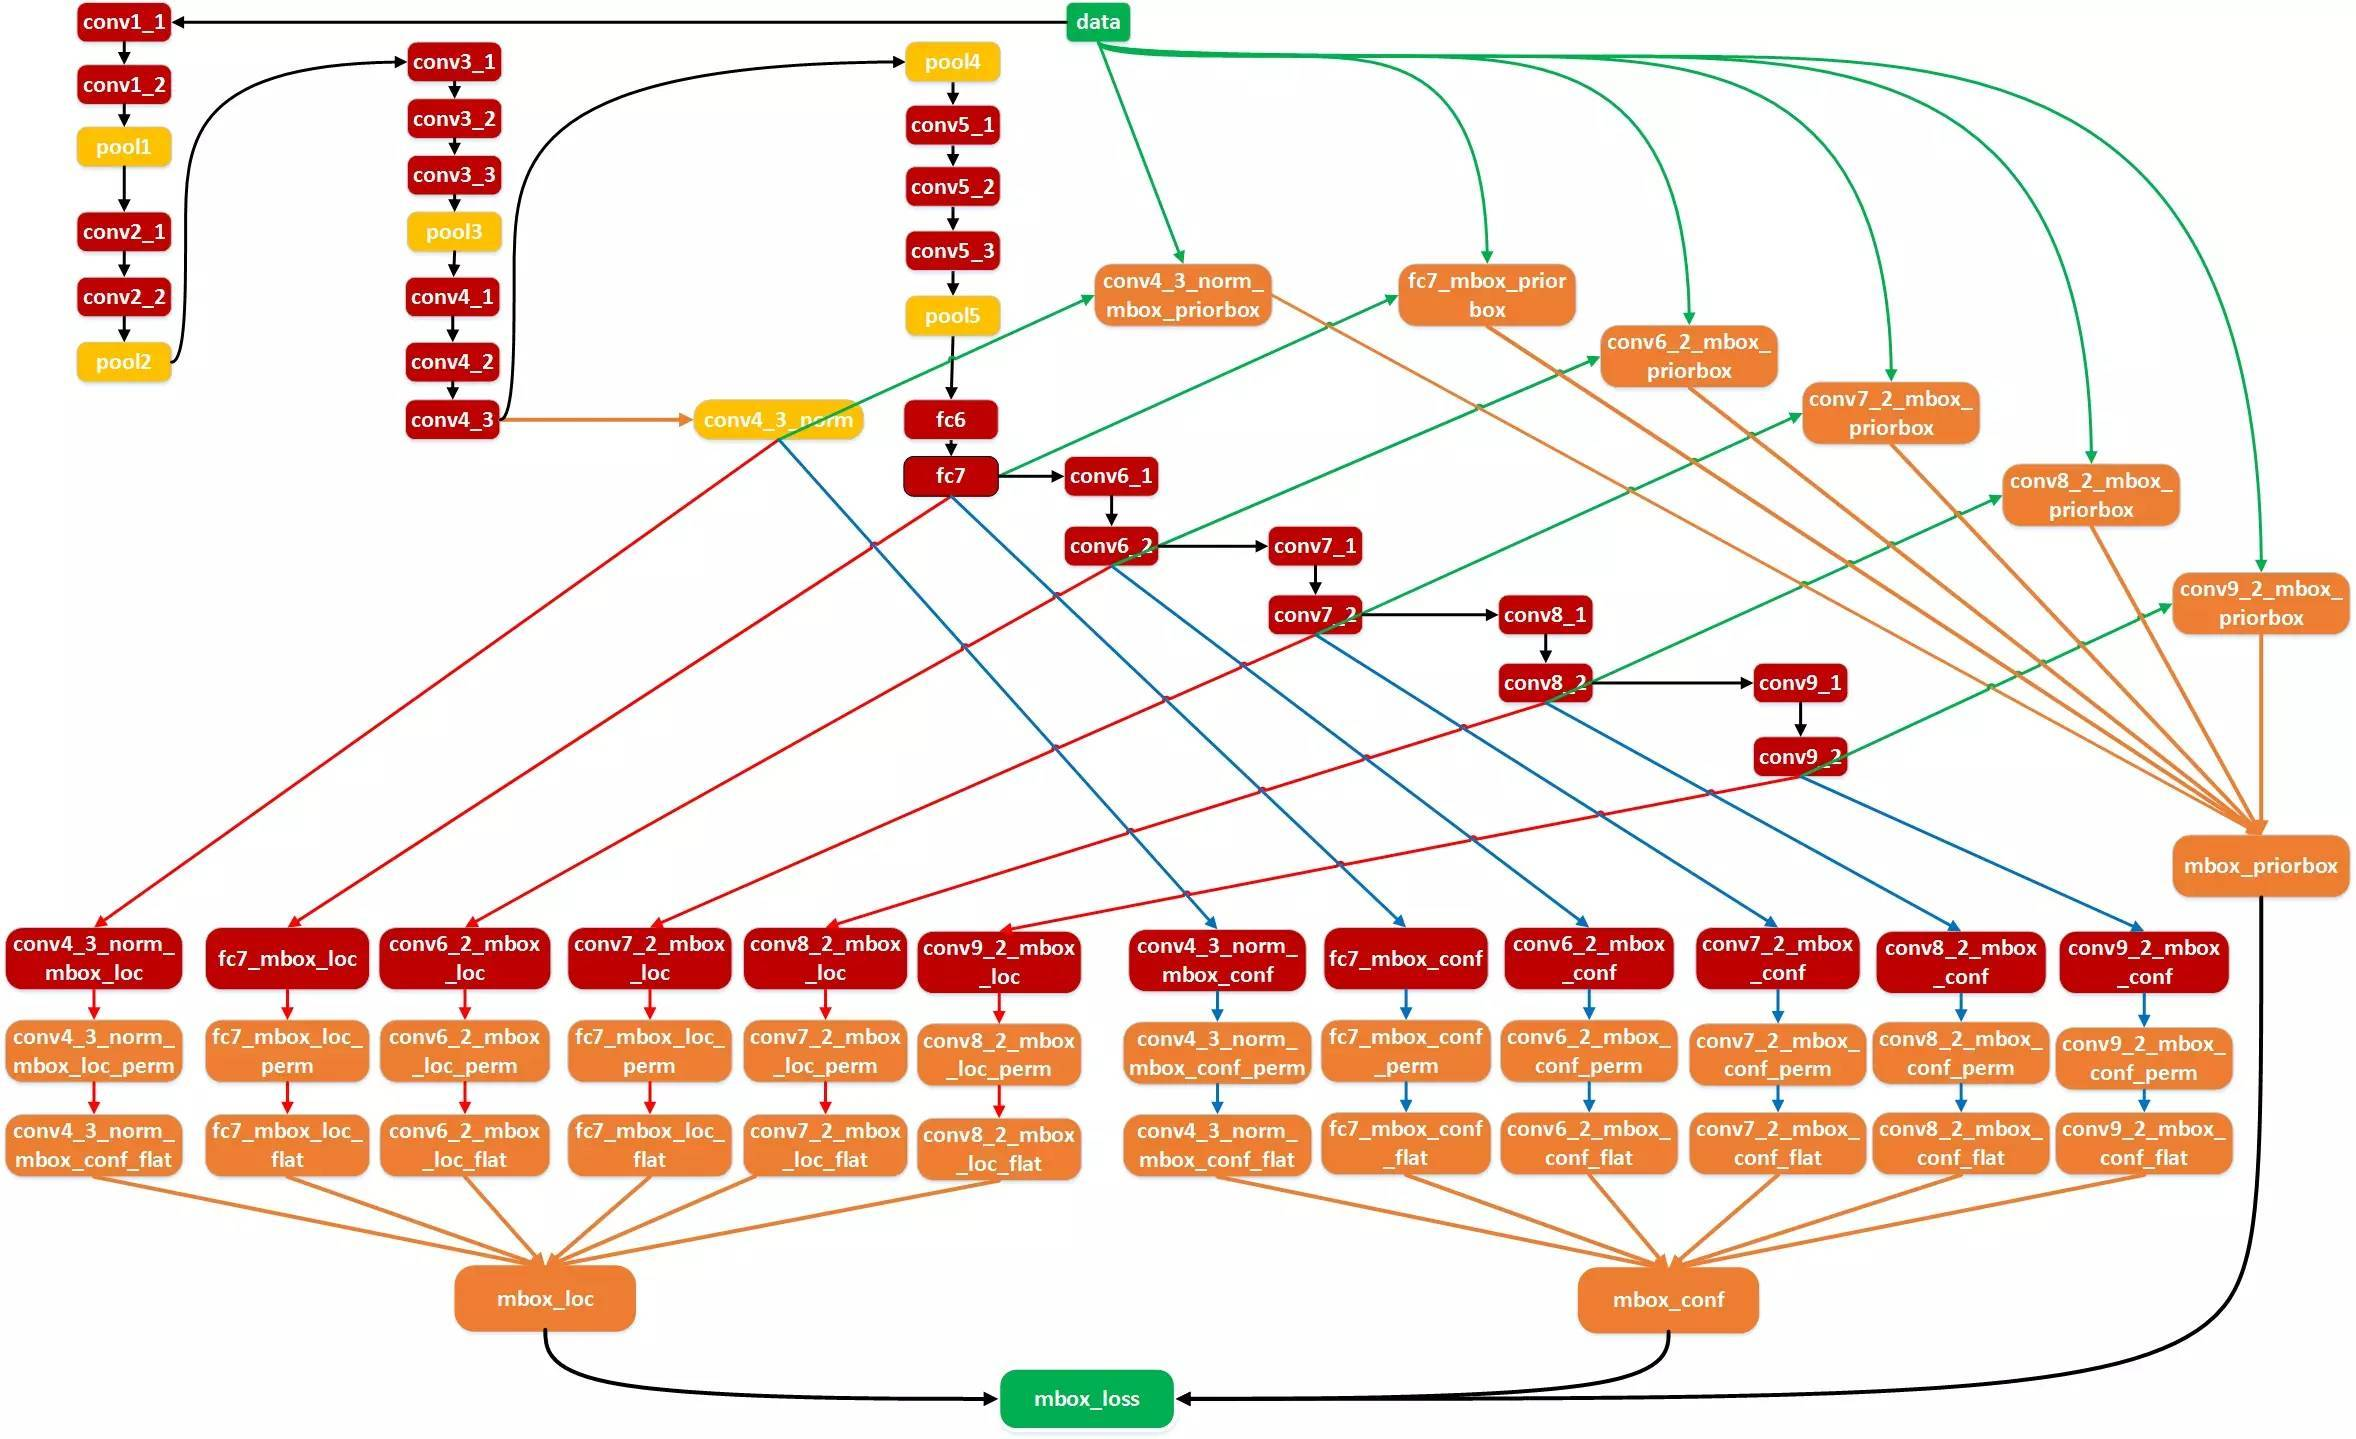 data
conv1_1
conv1_2
pool1
conv2_1
conv2_2
pool2
conv3_1
conv3_2
conv3_3
pool3
conv4_1
conv4_2
conv4_3
conv4_3_norm
pool4
conv5_1
conv5_2
conv5_3
pool5
fc6
fc7
conv6_1
conv6_2
conv7_1
conv7_2
conv8_1
conv8_2
conv9_1
conv9_2
conv4_3_norm_
mbox_priorbox
fc7_mbox_prior
box
conv6_2_mbox_
priorbox
conv7_2_mbox_
priorbox
conv8_2_mbox_
priorbox
conv9_2_mbox_
priorbox
mbox_priorbox
conv4_3_norm_
mbox_loc
fc7_mbox_loc
conv6_2_mbox
_loc
conv7_2_mbox
_loc
conv8_2_mbox
_loc
conv9_2_mbox
_loc
conv4_3_norm_
mbox_conf
fc7_mbox_conf
conv6_2_mbox
_conf
conv7_2_mbox
_conf
conv8_2_mbox
_conf
conv9_2_mbox
_conf
conv4_3_norm_
mbox_loc_perm
fc7_mbox_loc_
perm
conv6_2_mbox
_loc_perm
fc7_mbox_loc_
perm
conv7_2_mbox
_loc_perm
conv8_2_mbox
_loc_perm
conv4_3_norm_
mbox_conf_perm
fc7_mbox_conf
_perm
conv6_2_mbox_
conf_perm
conv7_2_mbox_
conf_perm
conv8_2_mbox_
conf_perm
conv9_2_mbox_
conf_perm
conv4_3_norm_
mbox_conf_flat
fc7_mbox_loc_
flat
conv6_2_mbox
_loc_flat
fc7_mbox_loc_
flat
conv7_2_mbox
_loc_flat
conv8_2_mbox
_loc_flat
conv4_3_norm_
mbox_conf_flat
fc7_mbox_conf
_flat
conv6_2_mbox_
conf_flat
conv7_2_mbox_
conf_flat
conv8_2_mbox_
conf_flat
conv9_2_mbox_
conf_flat
mbox_loc
mbox_conf
mbox_loss